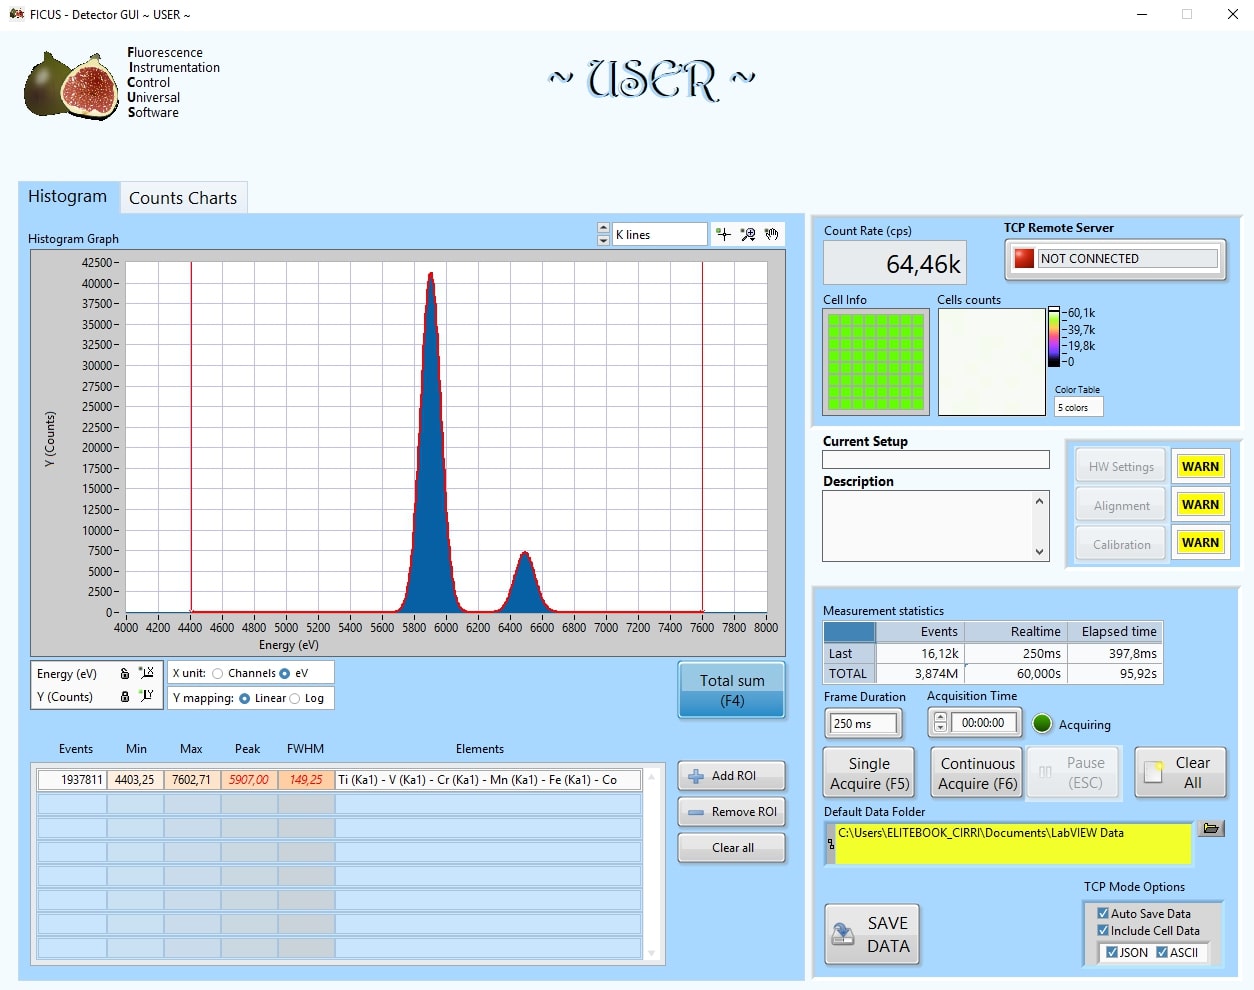 FICUS - Detector GUI ~ USER ~
Fluorescence
Instrumentation
Control
Universal
Software
~ USER ~
Histogram
Counts Charts
Histogram Graph
K lines
42500
40000
37500
35000
32500
30000
27500
25000
22500
20000
17500
15000
12500
10000
7500
5000
2500
0
Y (Counts)
4000 4200 4400 4600 4800 5000 5200 5400 5600 5800 6000 6200 6400 6600 6800 7000 7200 7400 7600 7800 8000
Energy (eV)
Energy (eV)
Y (Counts)
X unit: Channels eV
Y mapping: Linear Log
Total sum
(F4)
Events Min Max Peak FWHM Elements
1937811 4403,25 7602,71 5907,00 149,25 Ti (Ka1) - V (Ka1) - Cr (Ka1) - Mn (Ka1) - Fe (Ka1) - Co
Add ROI
Remove ROI
Clear all
Count Rate (cps)
64,46k
TCP Remote Server
NOT CONNECTED
Cell Info
Cells counts
60,1k
39,7k
19,8k
0
Color Table
5 colors
Current Setup
Description
HW Settings WARN
Alignment WARN
Calibration WARN
Measurement statistics
Events Realtime Elapsed time
Last 16,12k 250ms 397,8ms
TOTAL 3,874M 60,000s 95,92s
Frame Duration
250 ms
Acquisition Time
00:00:00
Acquiring
Single
Acquire (F5)
Continuous
Acquire (F6)
Pause
(ESC)
Clear
All
Default Data Folder
C:\Users\ELITEBOOK_CIRRI\Documents\LabVIEW Data
SAVE
DATA
TCP Mode Options
Auto Save Data
Include Cell Data
JSON ASCII